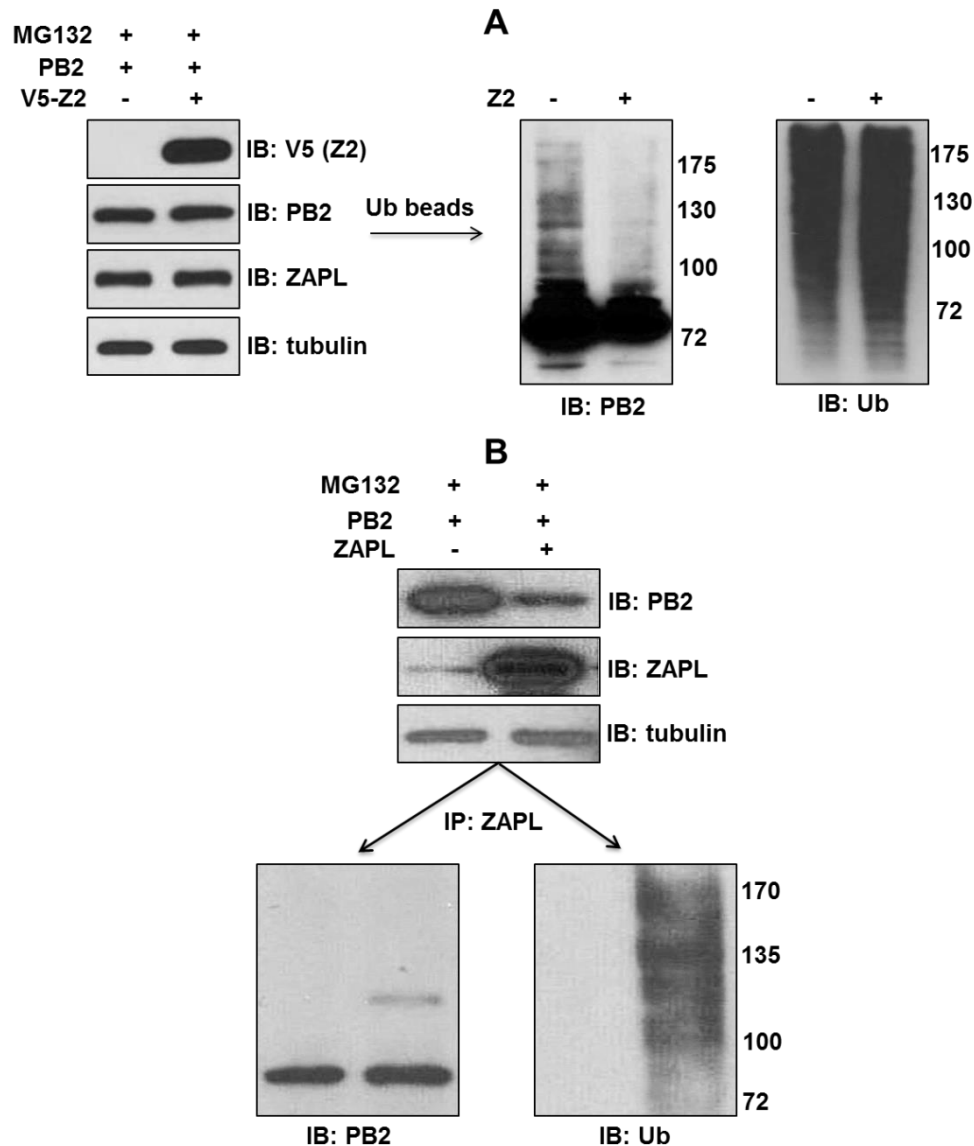 A
MG132 + +
PB2 + +
V5-Z2 - +
IB: V5 (Z2)
IB: PB2
IB: ZAPL
IB: tubulin
Ub beads
Z2 - +
175
130
100
72
IB: PB2
- +
175
130
100
72
IB: Ub
B
MG132 + +
PB2 + +
ZAPL - +
IB: PB2
IB: ZAPL
IB: tubulin
IP: ZAPL
IB: PB2
170
135
100
72
IB: Ub